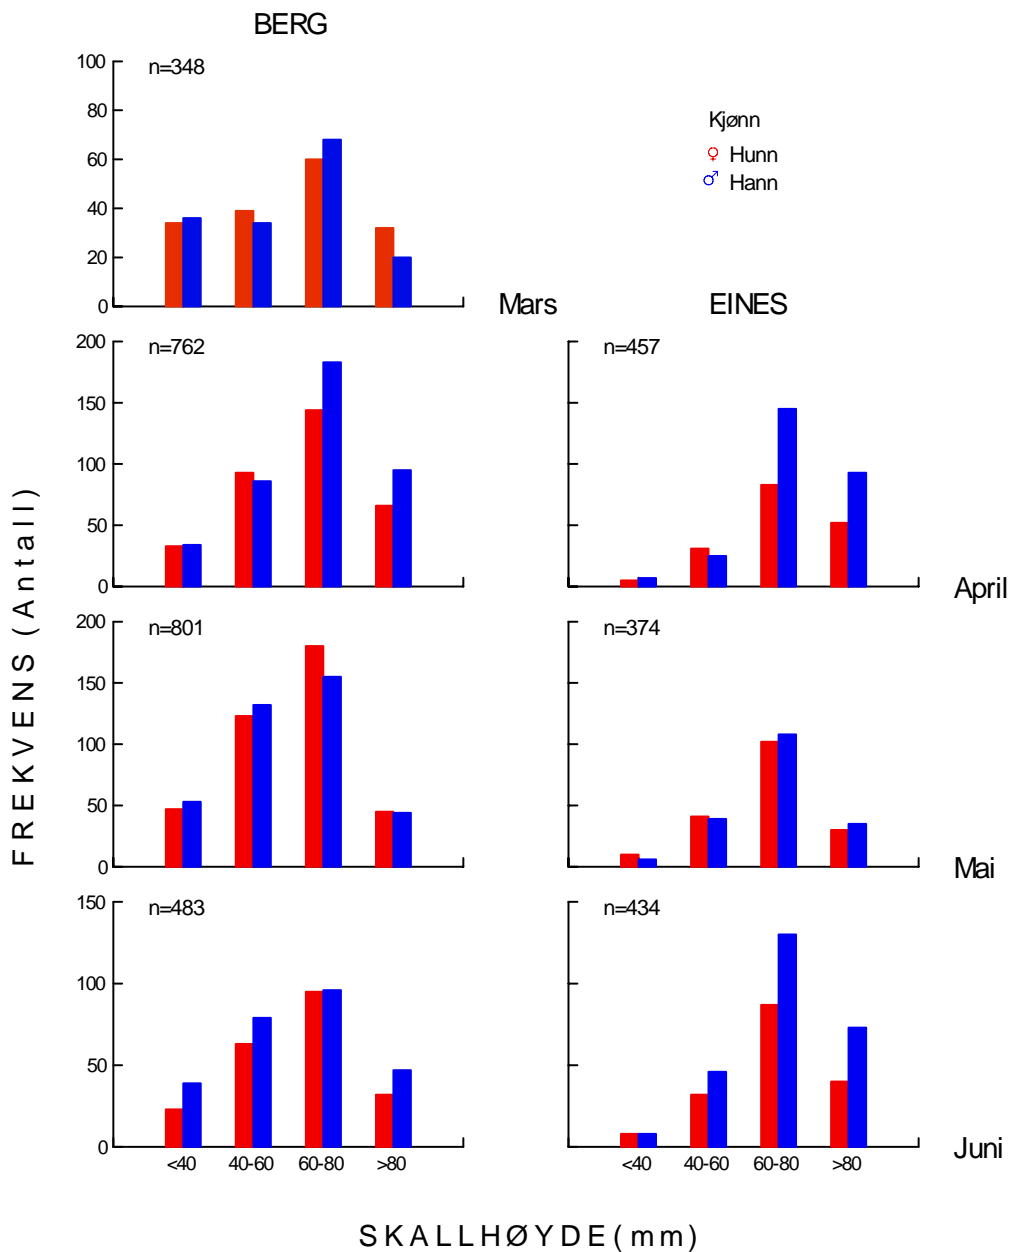 BERG
100
n=348
80
60
40
20
0
Kjønn
♀ Hunn
♂ Hann
Mars
EINES
200
n=762
150
100
50
0
n=457
April
200
n=801
150
100
50
0
n=374
Mai
150
n=483
100
50
0
n=434
Juni
<40 40-60 60-80 >80
<40 40-60 60-80 >80
FREKVENS (Antall)
SKALLHØYDE(mm)